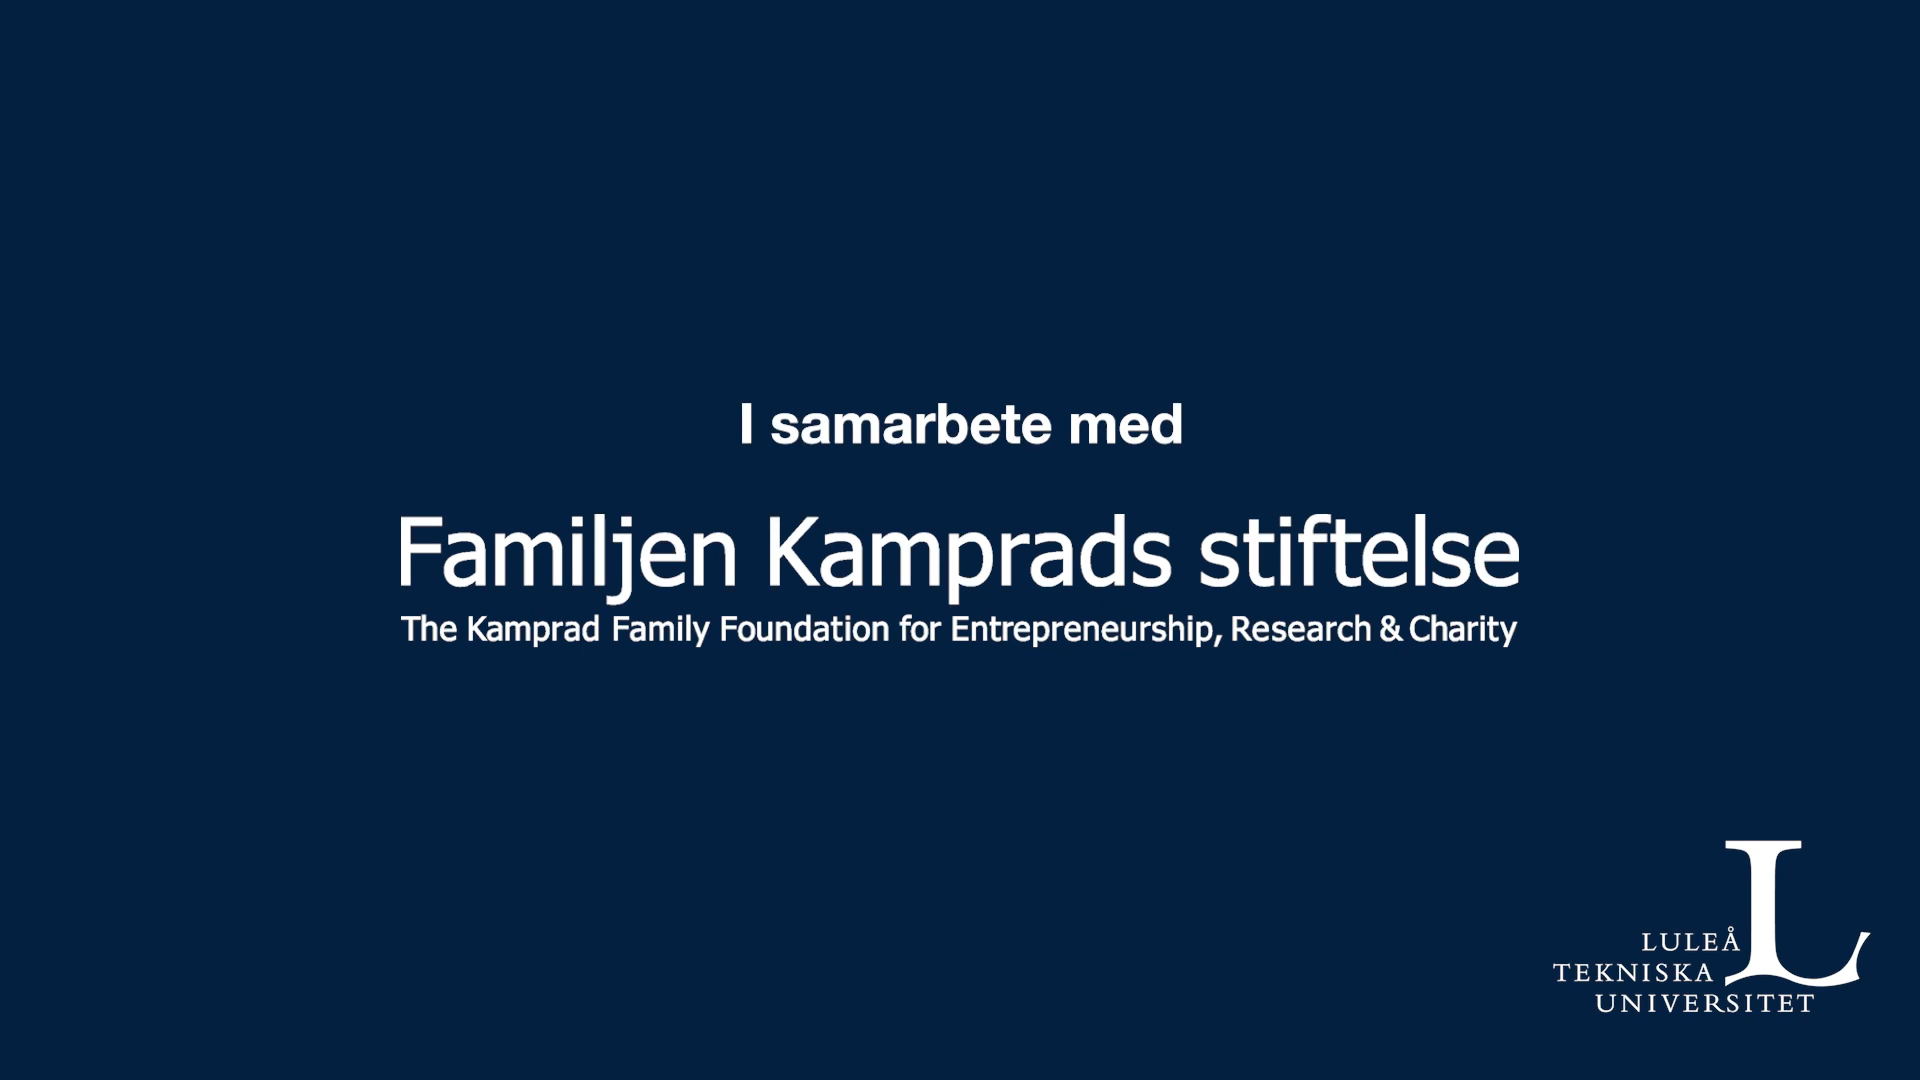 I samarbete med
Familjen Kamprads stiftelse
The Kamprad Family Foundation for Entrepreneurship, Research & Charity
L
LULEÅ
TEKNISKA
UNIVERSITET